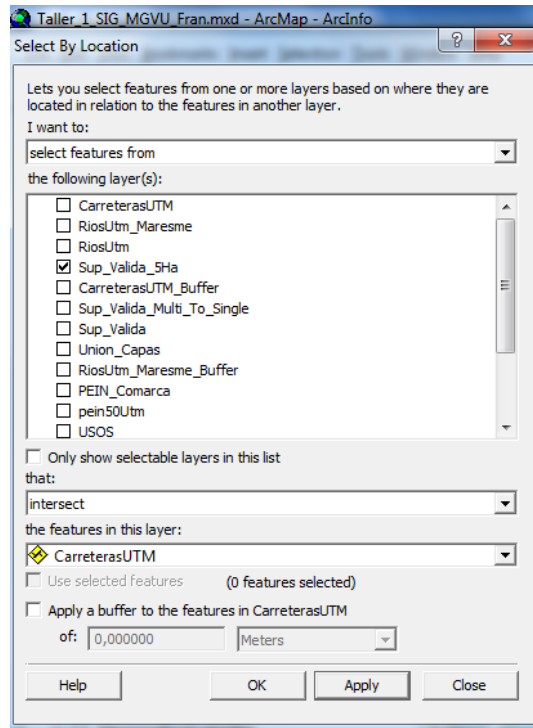 Taller_1_SIG_MGVU_Fran.mxd - ArcMap - ArcInfo
Select By Location
Lets you select features from one or more layers based on where they are
located in relation to the features in another layer.
I want to:
select features from
the following layer(s):
CarreterasUTM
RiosUtm_Maresme
RiosUtm
Sup_Valida_5Ha
CarreterasUTM_Buffer
Sup_Valida_Multi_To_Single
Sup_Valida
Union_Capas
RiosUtm_Maresme_Buffer
PEIN_Comarca
pein50Utm
USOS
Only show selectable layers in this list
that:
intersect
the features in this layer:
CarreterasUTM
Use selected features (0 features selected)
Apply a buffer to the features in CarreterasUTM
of: 0,000000 Meters
Help OK Apply Close